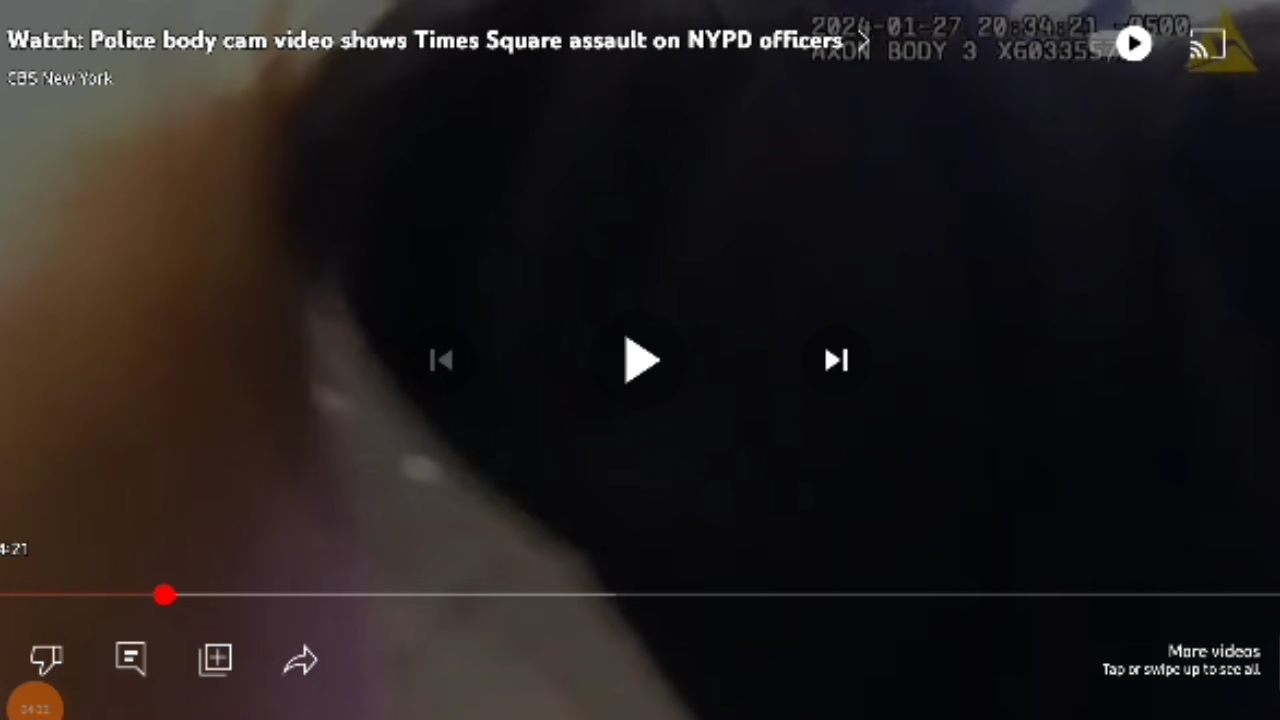 Watch: Police body cam video shows Times Square assault on NYPD officers
2024-01-27 20:34:21 -0500
AXON BODY 3 X6033557
CBS New York
4:21
More videos
Tap or swipe up to see all